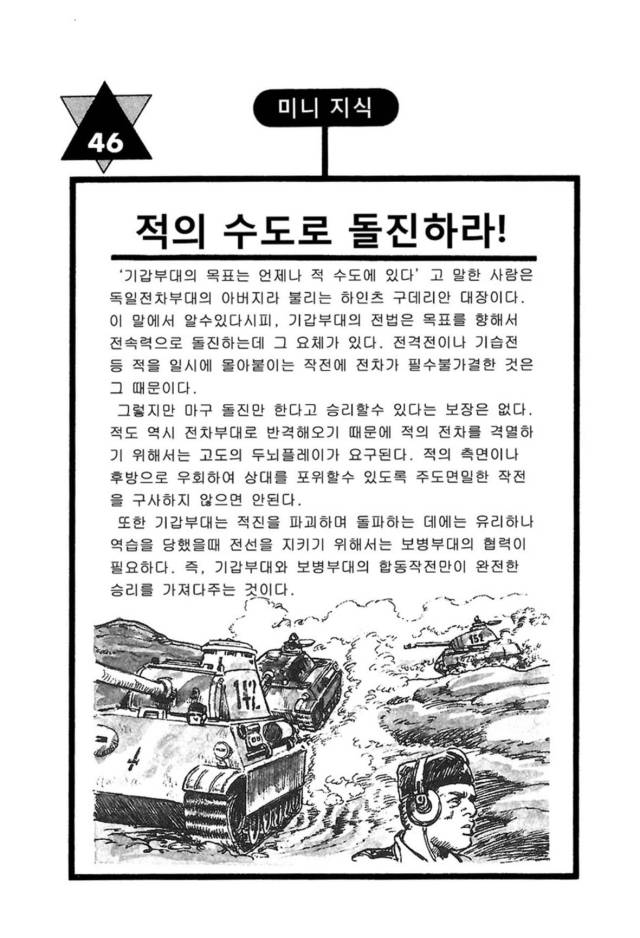 미니 지식
46
적의 수도로 돌진하라!
‘기갑부대의 목표는 언제나 적 수도에 있다’ 고 말한 사람은
독일전차부대의 아버지라 불리는 하인츠 구데리안 대장이다.
이 말에서 알수있다시피, 기갑부대의 전법은 목표를 향해서
전속력으로 돌진하는데 그 요체가 있다. 전격전이나 기습전
등 적을 일시에 몰아붙이는 작전에 전차가 필수불가결한 것은
그 때문이다.
그렇지만 마구 돌진만 한다고 승리할수 있다는 보장은 없다.
적도 역시 전차부대로 반격해오기 때문에 적의 전차를 격멸하
기 위해서는 고도의 두뇌플레이가 요구된다. 적의 측면이나
후방으로 우회하여 상대를 포위할수 있도록 주도면밀한 작전
을 구사하지 않으면 안된다.
또한 기갑부대는 적진을 파괴하며 돌파하는 데에는 유리하나
역습을 당했을때 전선을 지키기 위해서는 보병부대의 협력이
필요하다. 즉, 기갑부대와 보병부대의 합동작전만이 완전한
승리를 가져다주는 것이다.
142
151
4